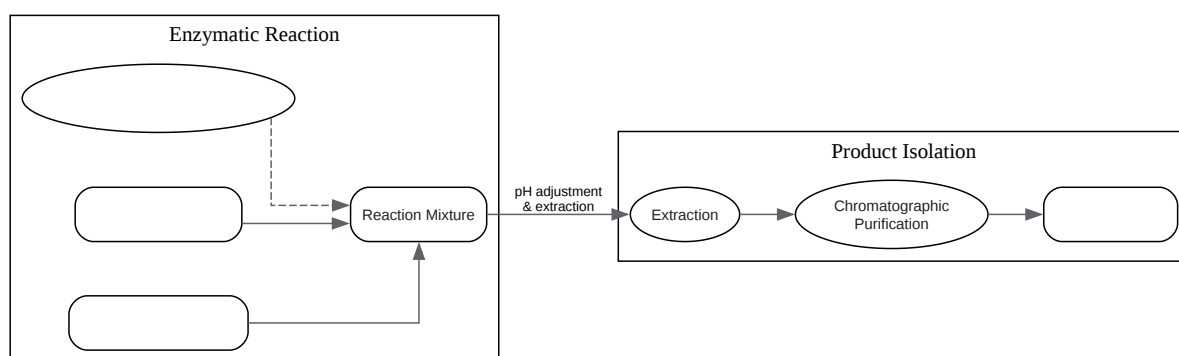 Enzymatic Reaction
Reaction Mixture
pH adjustment
& extraction
Product Isolation
Extraction
Chromatographic
Purification